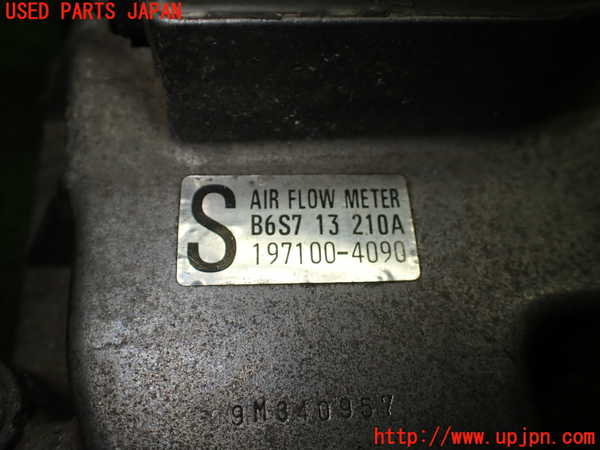 USED PARTS JAPAN
S
AIR FLOW METER
B6S7 13 210A
197100-4090
9M340957
http://www.upjpn.com/